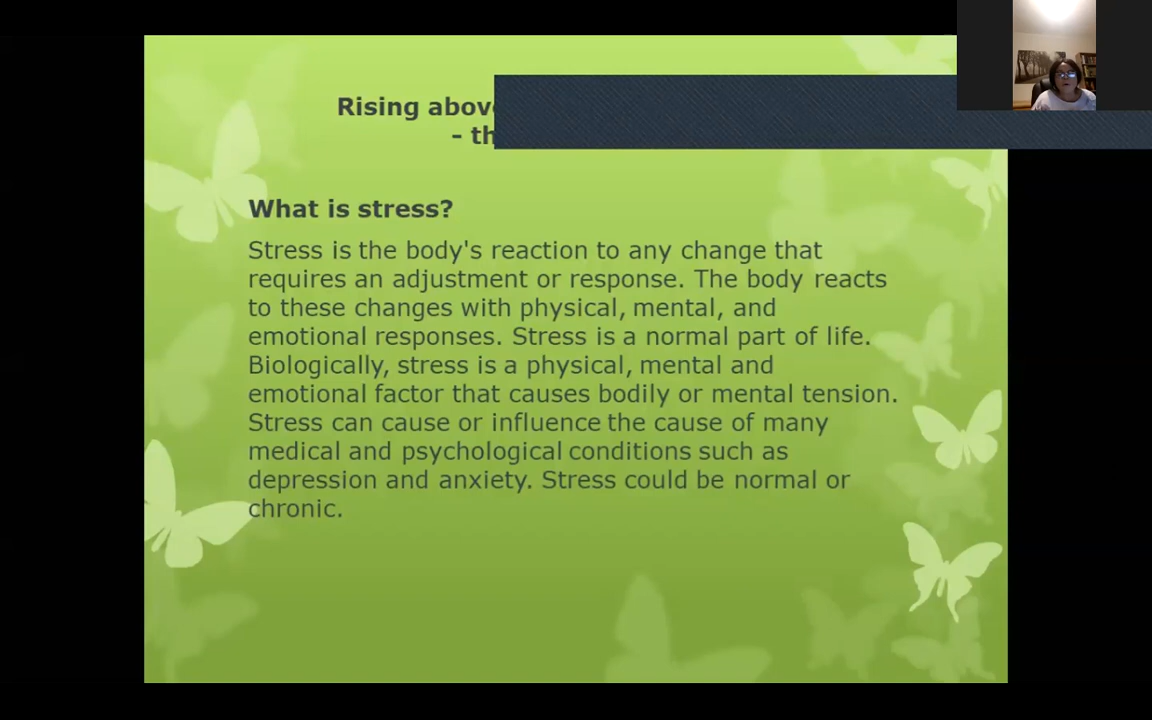 Rising above
- th
What is stress?
Stress is the body's reaction to any change that
requires an adjustment or response. The body reacts
to these changes with physical, mental, and
emotional responses. Stress is a normal part of life.
Biologically, stress is a physical, mental and
emotional factor that causes bodily or mental tension.
Stress can cause or influence the cause of many
medical and psychological conditions such as
depression and anxiety. Stress could be normal or
chronic.